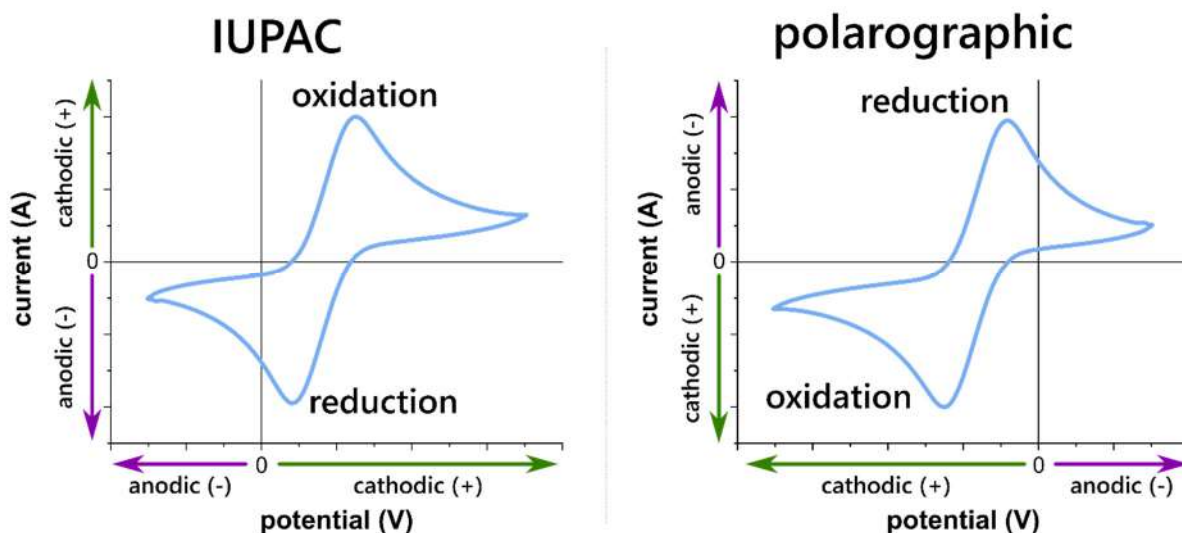 IUPAC
oxidation
cathodic (+)
current (A)
0
anodic (-)
reduction
0
anodic (-)
cathodic (+)
potential (V)
polarographic
reduction
anodic (-)
current (A)
0
cathodic (+)
oxidation
0
cathodic (+)
anodic (-)
potential (V)